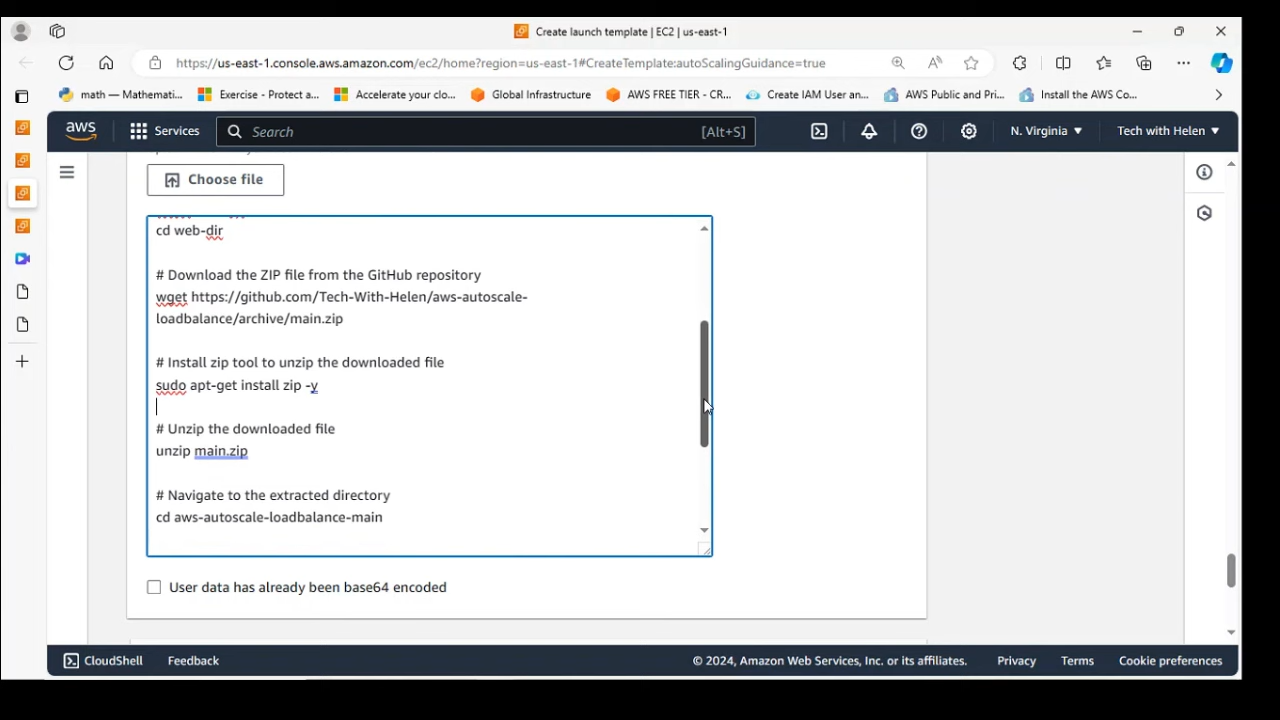 Create launch template | EC2 | us-east-1
https://us-east-1.console.aws.amazon.com/ec2/home?region=us-east-1#CreateTemplate:autoScalingGuidance=true
math — Mathemati... Exercise - Protect a... Accelerate your clo... Global Infrastructure AWS FREE TIER - CR... Create IAM User an... AWS Public and Pri... Install the AWS Co...
aws Services Search [Alt+S] N. Virginia Tech with Helen
Choose file
cd web-dir
# Download the ZIP file from the GitHub repository
wget https://github.com/Tech-With-Helen/aws-autoscale-
loadbalance/archive/main.zip
# Install zip tool to unzip the downloaded file
sudo apt-get install zip -y
# Unzip the downloaded file
unzip main.zip
# Navigate to the extracted directory
cd aws-autoscale-loadbalance-main
User data has already been base64 encoded
CloudShell Feedback © 2024, Amazon Web Services, Inc. or its affiliates. Privacy Terms Cookie preferences